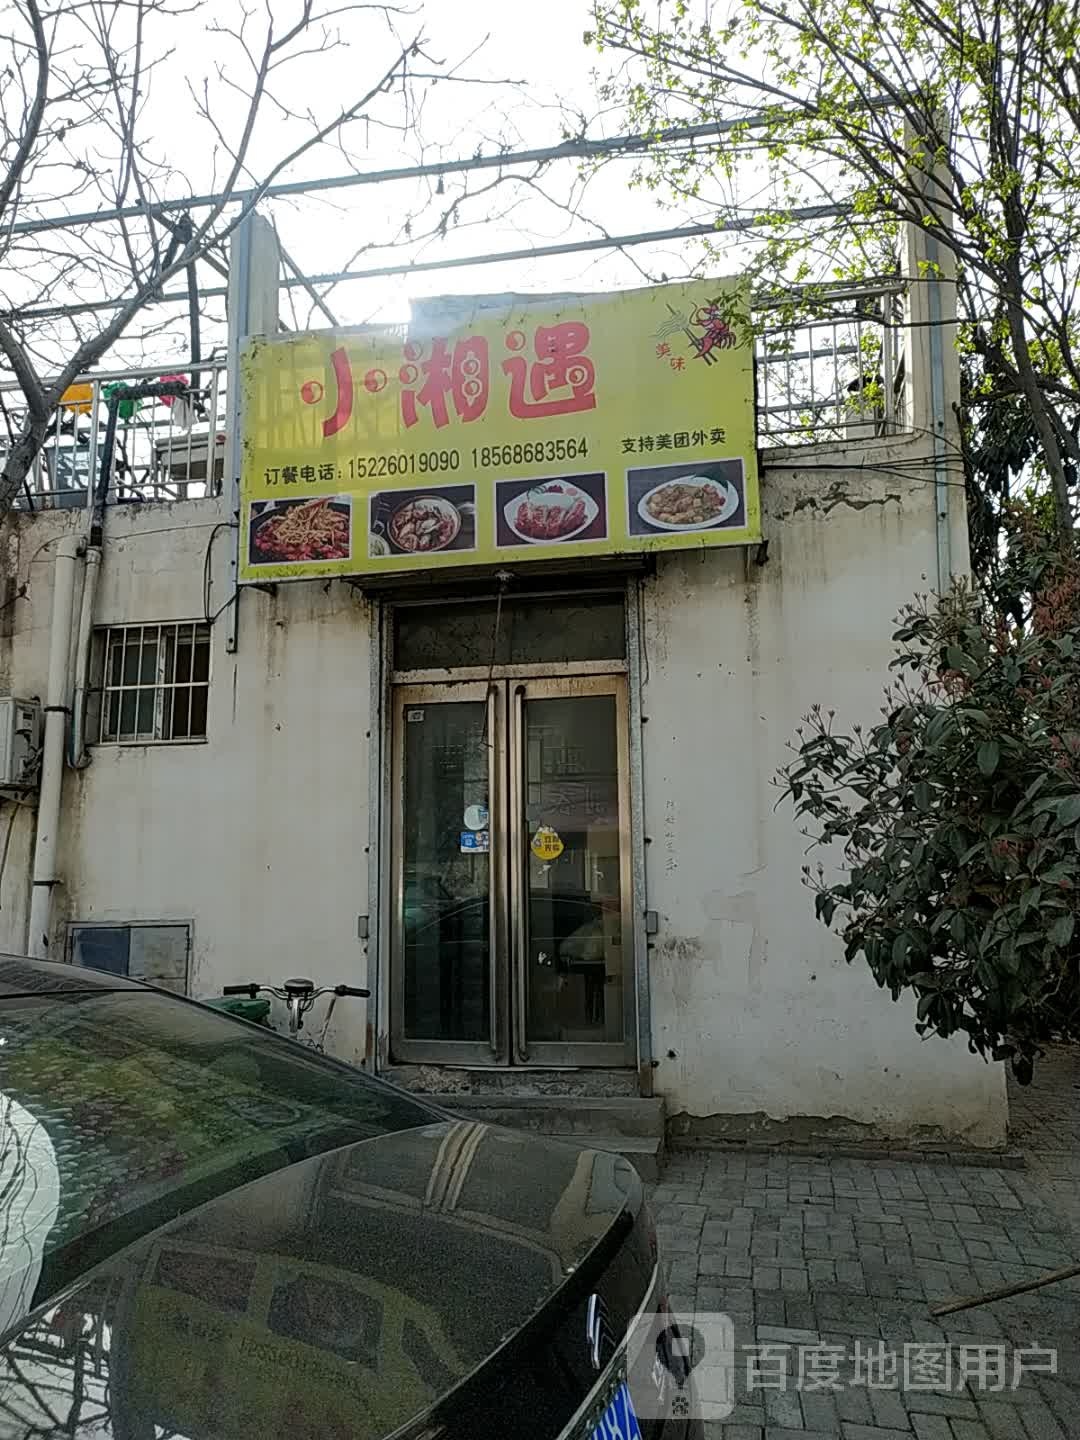 小湘遇
美味
订餐电话：15226019090 18568683564
支持美团外卖
百度地图用户